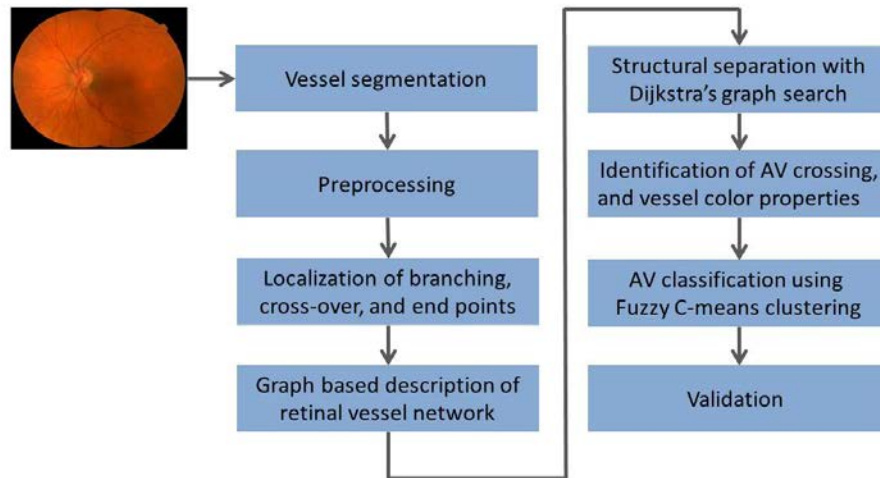 Vessel segmentation
Preprocessing
Localization of branching,
cross-over, and end points
Graph based description of
retinal vessel network
Structural separation with
Dijkstra's graph search
Identification of AV crossing,
and vessel color properties
AV classification using
Fuzzy C-means clustering
Validation